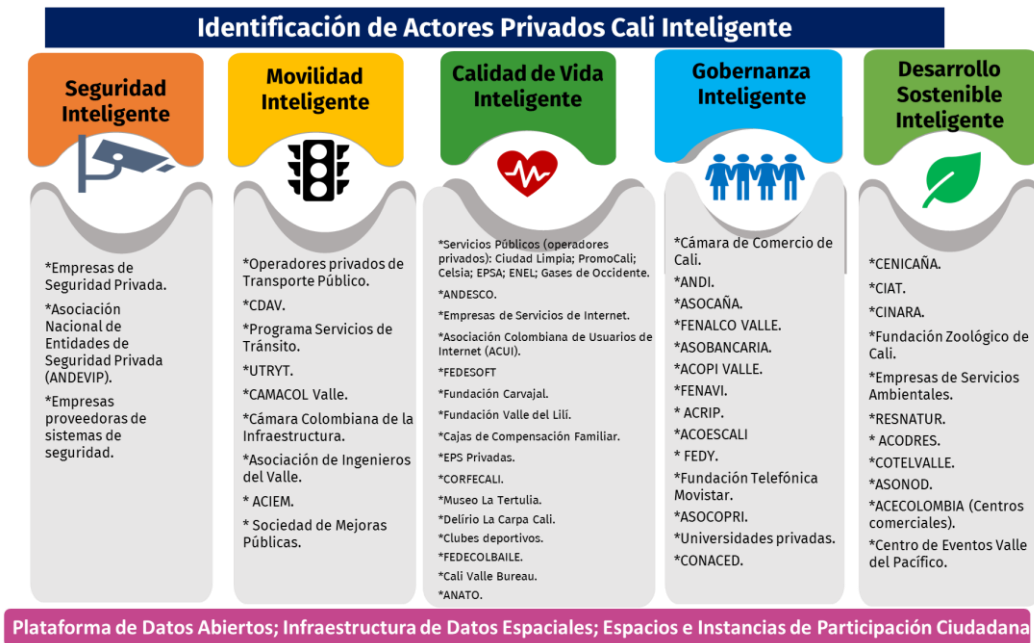 Identificación de Actores Privados Cali Inteligente
Seguridad
Inteligente
*Empresas de
Seguridad Privada.
*Asociación
Nacional de
Entidades de
Seguridad Privada
(ANDEVIP).
*Empresas
proveedoras de
sistemas de
seguridad.
Movilidad
Inteligente
*Operadores privados de
Transporte Público.
*CDAV.
*Programa Servicios de
Tránsito.
*UTRYT.
*CAMACOL Valle.
*Cámara Colombiana de la
Infraestructura.
*Asociación de Ingenieros
del Valle.
* ACIEM.
* Sociedad de Mejoras
Públicas.
Calidad de Vida
Inteligente
*Servicios Públicos (operadores
privados): Ciudad Limpia; PromoCali;
Celsia; EPSA; ENEL; Gases de Occidente.
*ANDESCO.
*Empresas de Servicios de Internet.
*Asociación Colombiana de Usuarios de
Internet (ACUI).
*FEDESOFT
*Fundación Carvajal.
*Fundación Valle del Lilí.
*Cajas de Compensación Familiar.
*EPS Privadas.
*CORFECALI.
*Museo La Tertulia.
*Delírio La Carpa Cali.
*Clubes deportivos.
*FEDECOLBAILE.
*Cali Valle Bureau.
*ANATO.
Gobernanza
Inteligente
*Cámara de Comercio de
Cali.
*ANDI.
*ASOCAÑA.
*FENALCO VALLE.
*ASOBANCARIA.
*ACOPI VALLE.
*FENAVI.
* ACRIP.
*ACOESCALI
* FEDY.
*Fundación Telefónica
Movistar.
*ASOCOPRI.
*Universidades privadas.
*CONACED.
Desarrollo
Sostenible
Inteligente
*CENICAÑA.
*CIAT.
*CINARA.
*Fundación Zoológico de
Cali.
*Empresas de Servicios
Ambientales.
*RESNATUR.
* ACODRES.
*COTELVALLE.
*ASONOD.
*ACECOLOMBIA (Centros
comerciales).
*Centro de Eventos Valle
del Pacífico.
Plataforma de Datos Abiertos; Infraestructura de Datos Espaciales; Espacios e Instancias de Participación Ciudadana